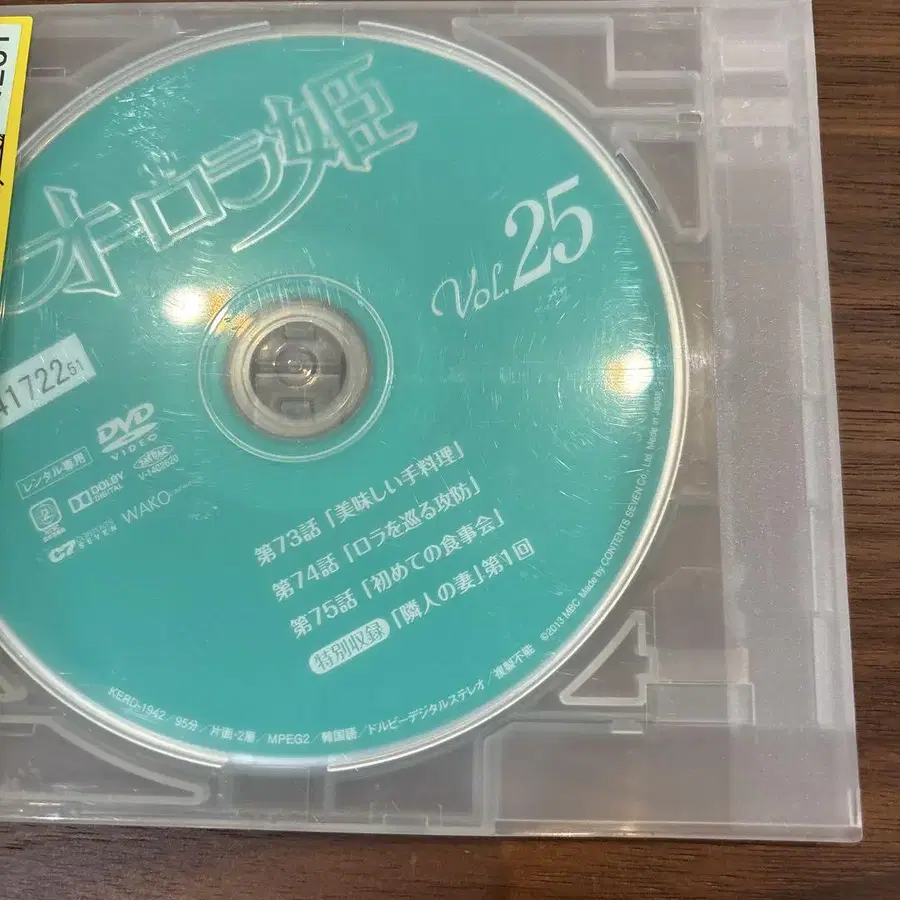 オーロラ姫
Vol.25
41722 51
DVD
VIDEO
レンタル専用
DOLBY
DIGITAL
V-1402620
C7 SEVEN
WAKO
第73話「美味しい手料理」
第74話「ロラを巡る攻防」
第75話「初めての食事会」
特別収録「隣人の妻」第1回
KERD-1942/95分/片面・2層/MPEG2/韓国語/ドルビーデジタルステレオ/複製不能
©2013 MBC. Made by CONTENTS SEVEN Co., Ltd. Made in Japan